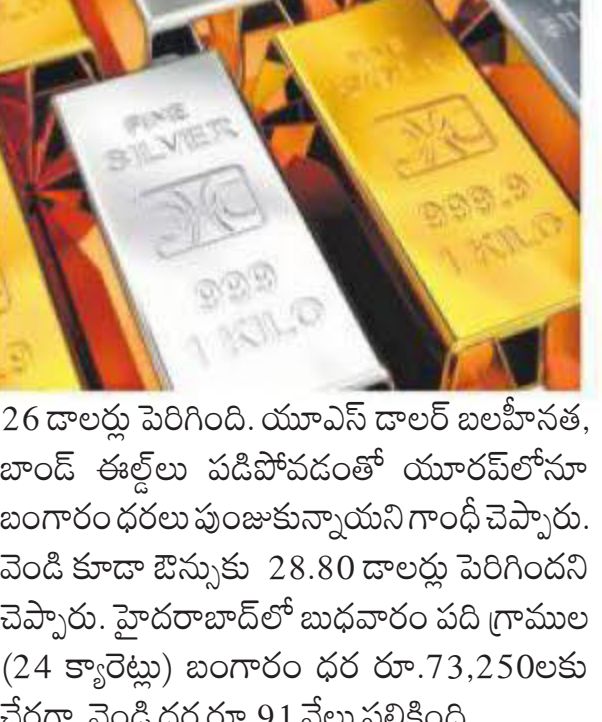 FINE
SILVER
999
1 KILO
999.9
1 KILO
26 డాలర్లు పెరిగింది. యూఎస్ డాలర్ బలహీనత,
బాండ్ ఈల్డ్‌లు పడిపోవడంతో యూరప్‌లోనూ
బంగారం ధరలు పుంజుకున్నాయని గాంధీ చెప్పారు.
వెండి కూడా ఔన్సుకు 28.80 డాలర్లు పెరిగిందని
చెప్పారు. హైదరాబాద్‌లో బుధవారం పది గ్రాముల
(24 క్యారెట్లు) బంగారం ధర రూ.73,250లకు
చేరగా, వెండి ధర రూ.91 వేలు పలికింది.